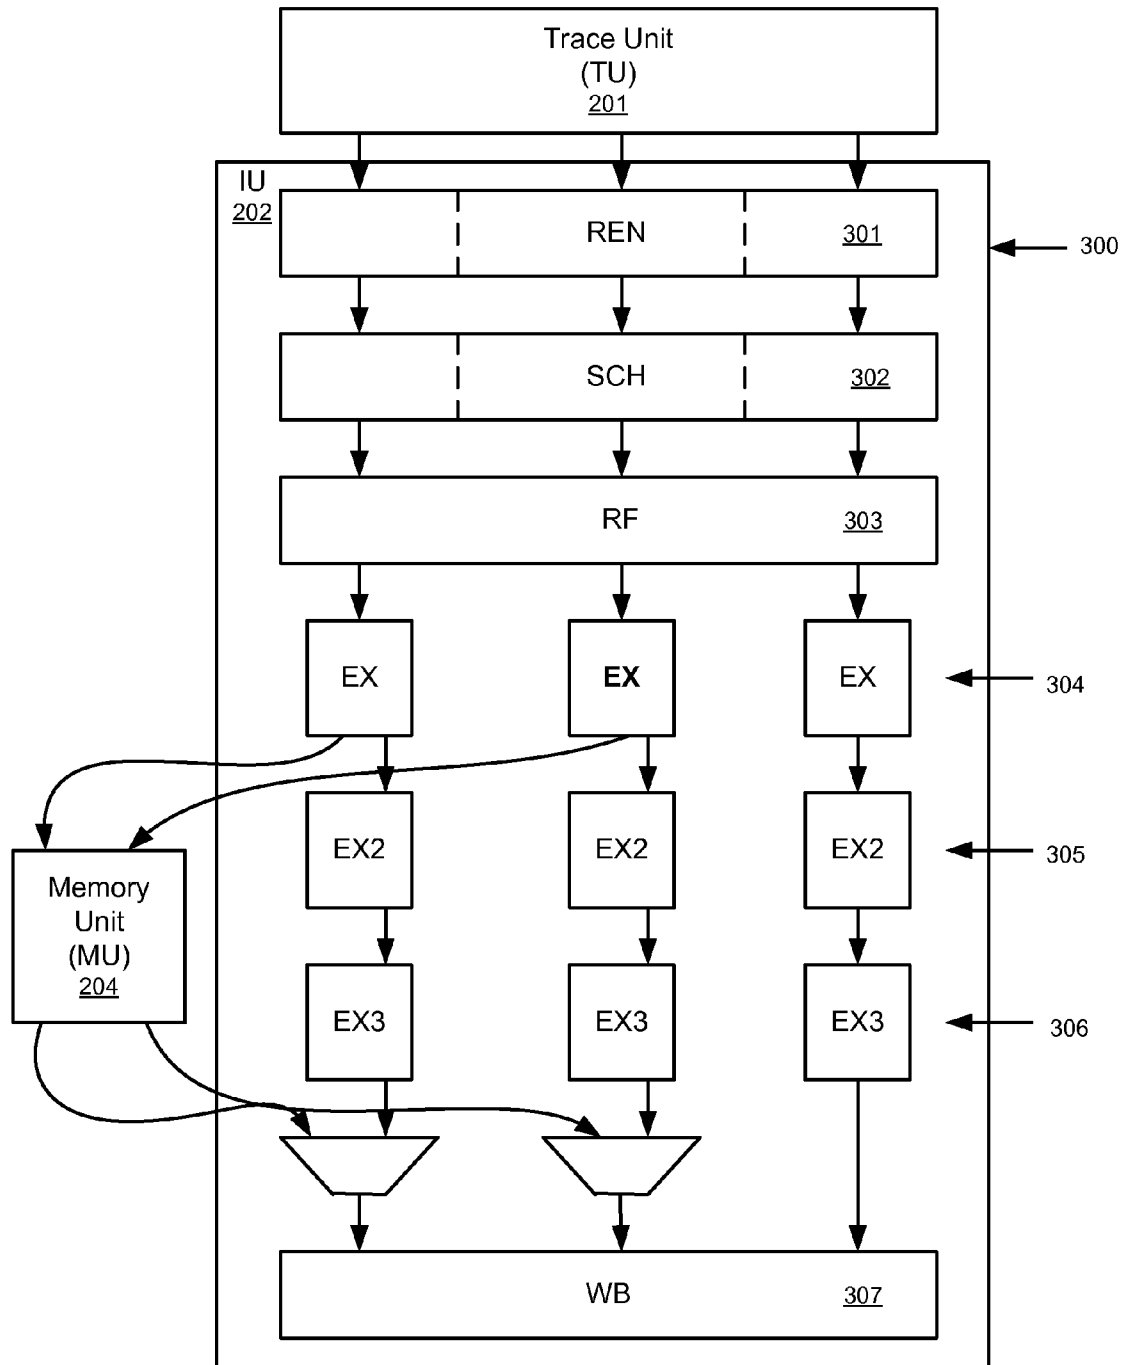 Trace Unit
(TU)
201
IU
202
REN
301
300
SCH
302
RF
303
EX
EX
EX
304
EX2
EX2
EX2
305
Memory
Unit
(MU)
204
EX3
EX3
EX3
306
WB
307